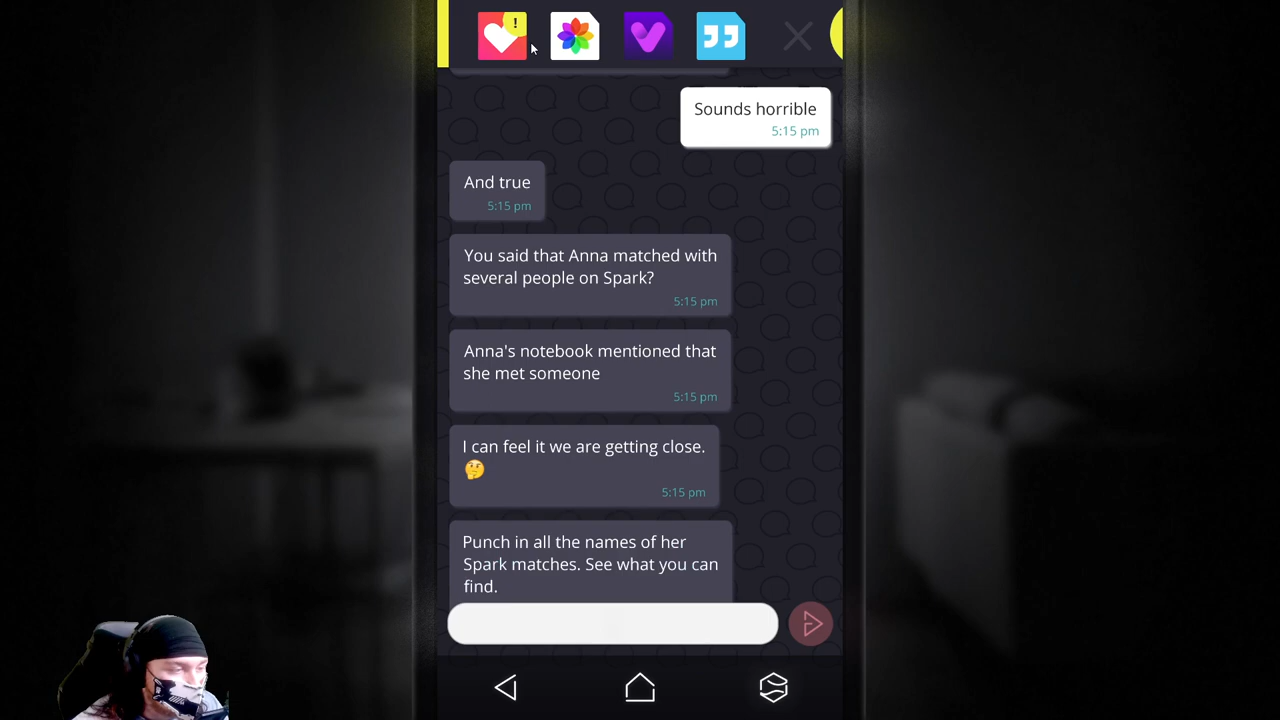 !
Sounds horrible
5:15 pm
And true
5:15 pm
You said that Anna matched with
several people on Spark?
5:15 pm
Anna's notebook mentioned that
she met someone
5:15 pm
I can feel it we are getting close.
🤔
5:15 pm
Punch in all the names of her
Spark matches. See what you can
find.